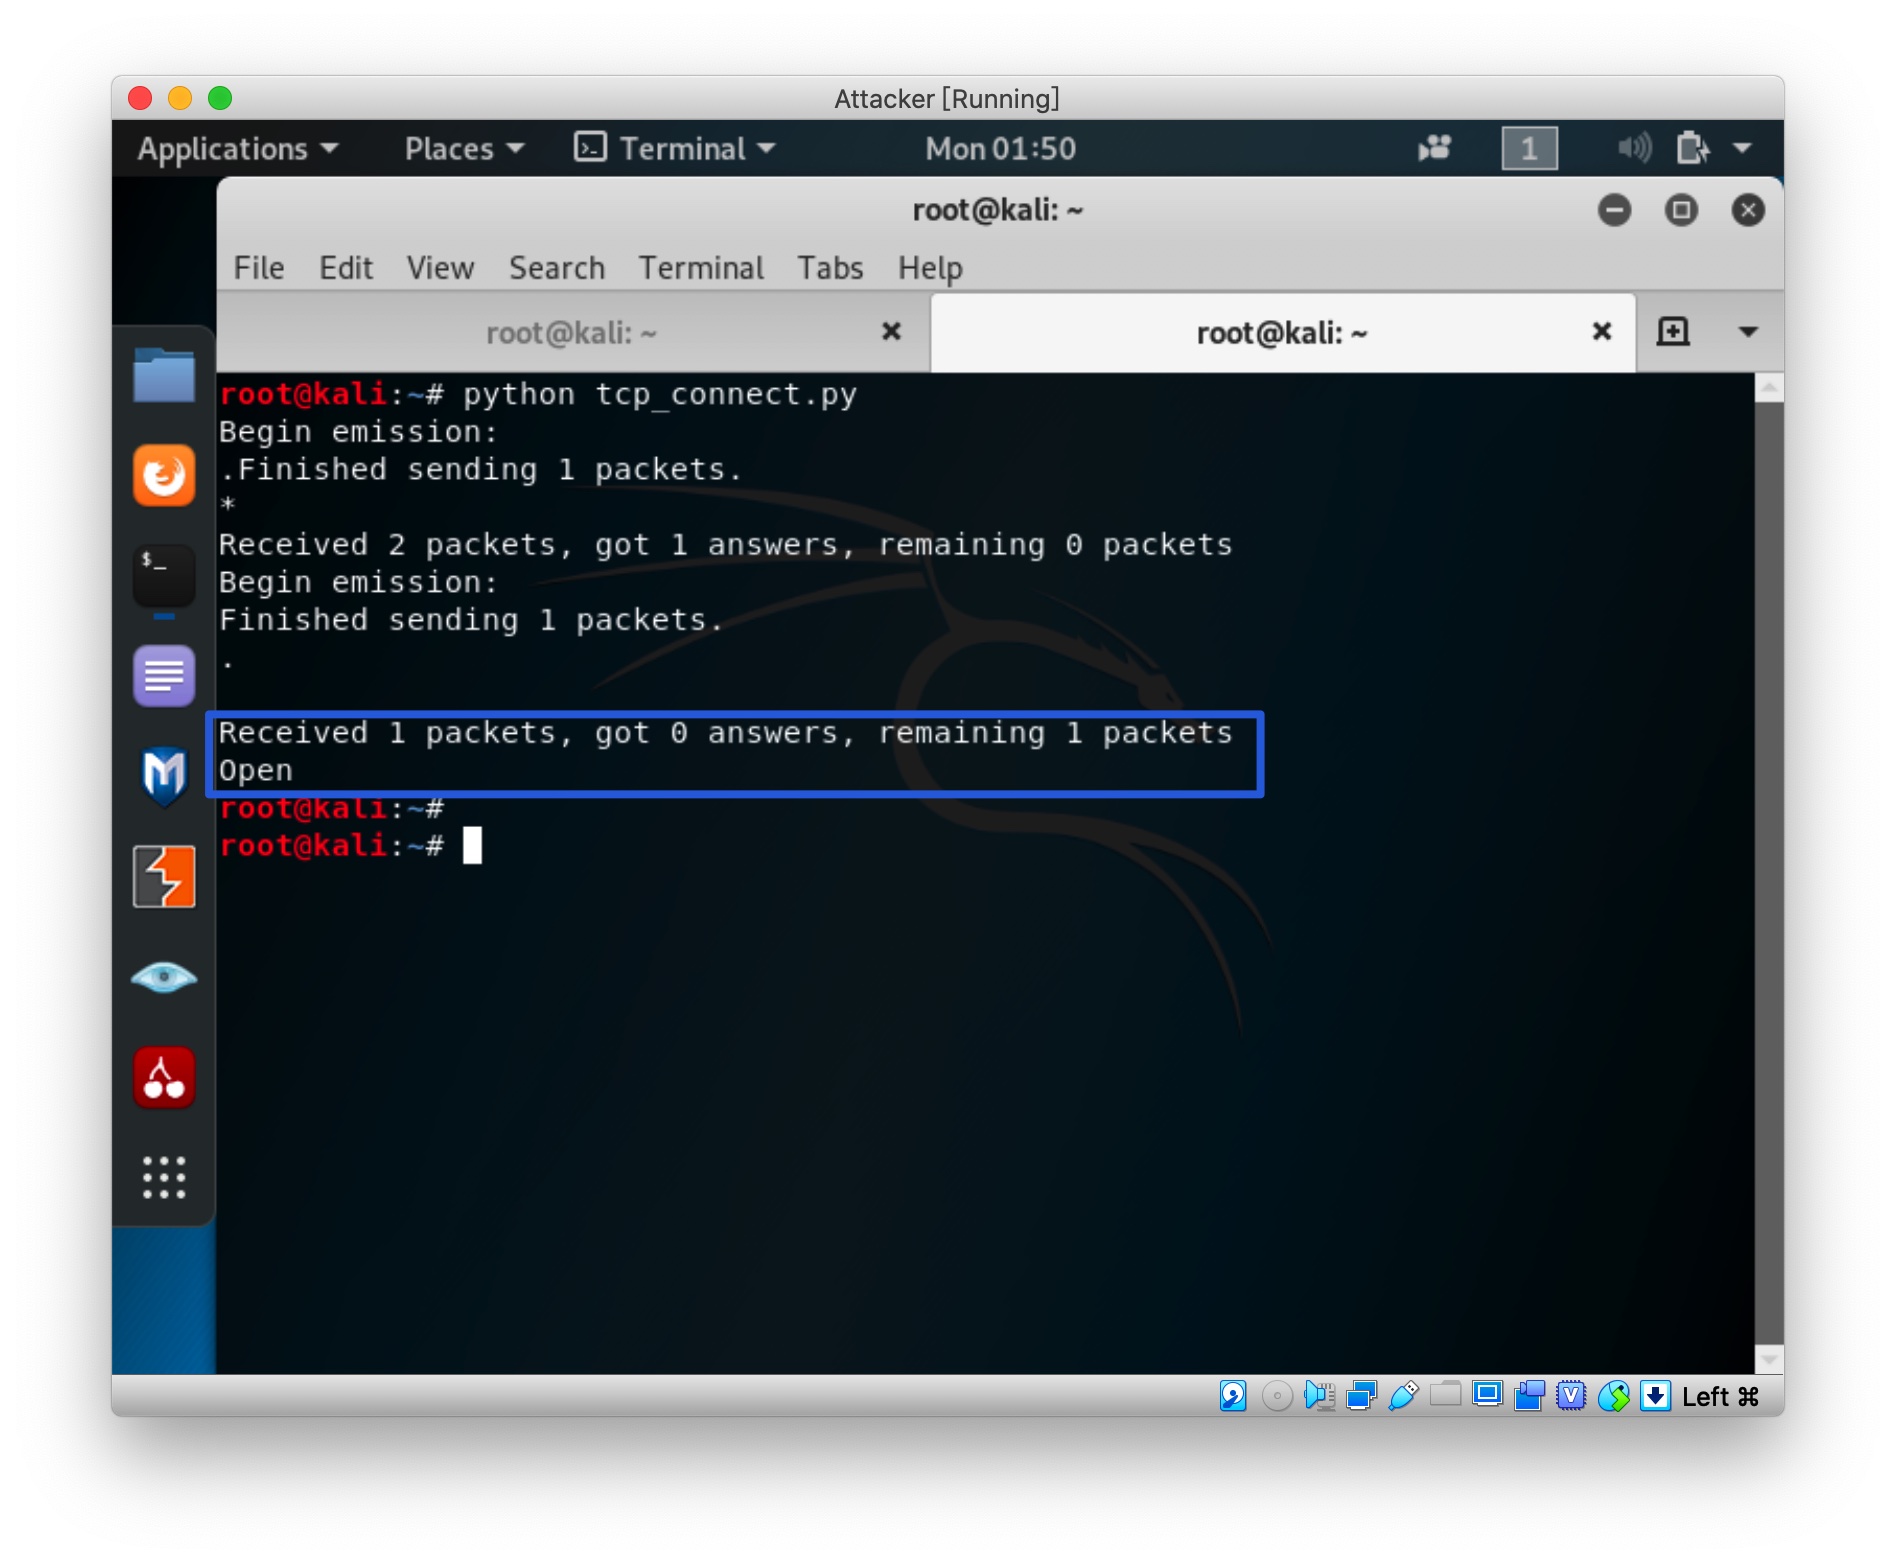 Attacker [Running]
Applications Places Terminal Mon 01:50 1
root@kali: ~
File Edit View Search Terminal Tabs Help
root@kali: ~ root@kali: ~
root@kali:~# python tcp_connect.py
Begin emission:
.Finished sending 1 packets.
*
Received 2 packets, got 1 answers, remaining 0 packets
Begin emission:
Finished sending 1 packets.
.
Received 1 packets, got 0 answers, remaining 1 packets
Open
root@kali:~#
root@kali:~#
$_
M
V
Left ⌘